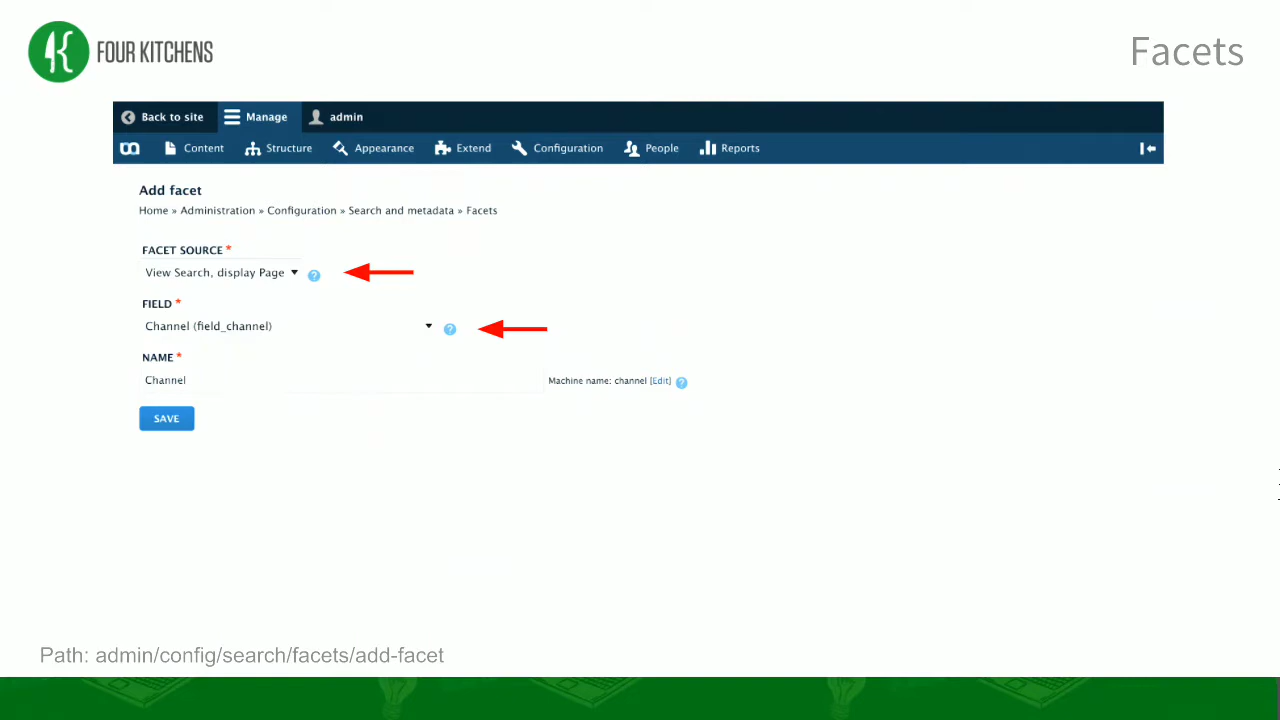 FOUR KITCHENS
Facets
Back to site Manage admin
Content Structure Appearance Extend Configuration People Reports
Add facet
Home » Administration » Configuration » Search and metadata » Facets
FACET SOURCE *
View Search, display Page ?
FIELD *
Channel (field_channel) ?
NAME *
Channel Machine name: channel [Edit] ?
SAVE
Path: admin/config/search/facets/add-facet